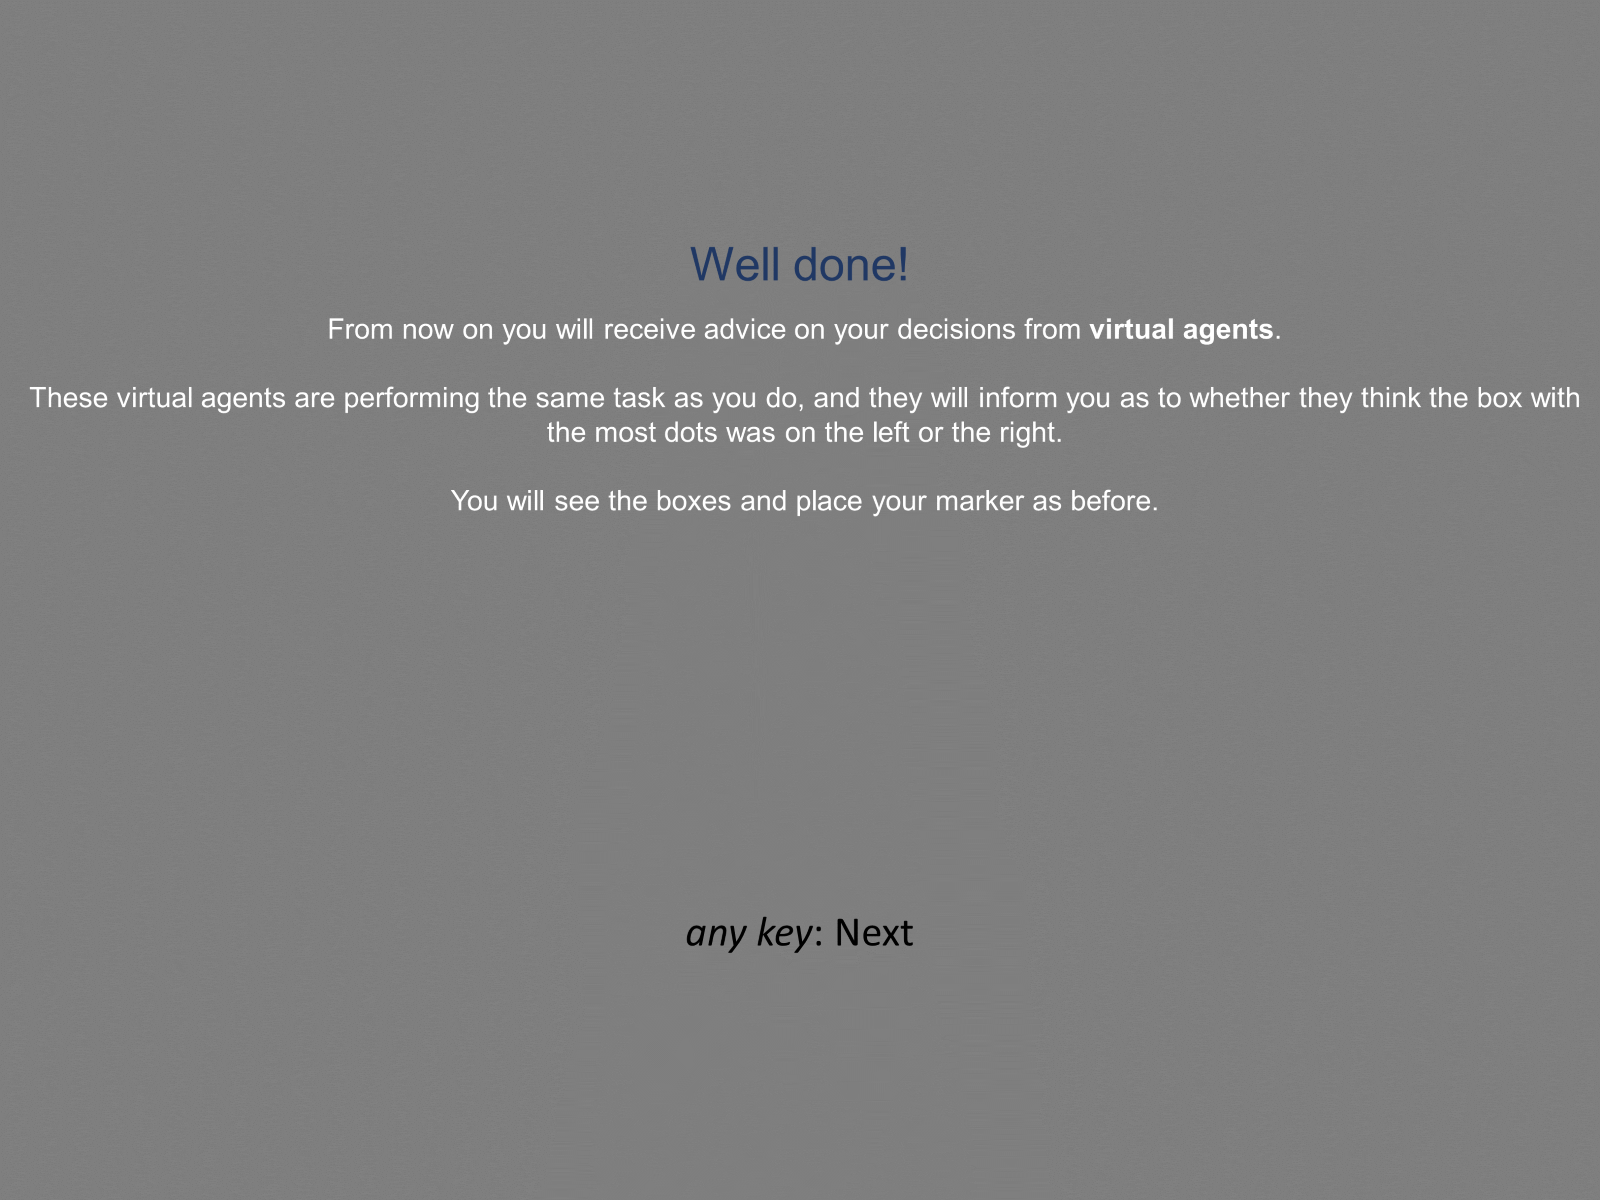 Well done!
From now on you will receive advice on your decisions from virtual agents.
These virtual agents are performing the same task as you do, and they will inform you as to whether they think the box with
the most dots was on the left or the right.
You will see the boxes and place your marker as before.
any key: Next